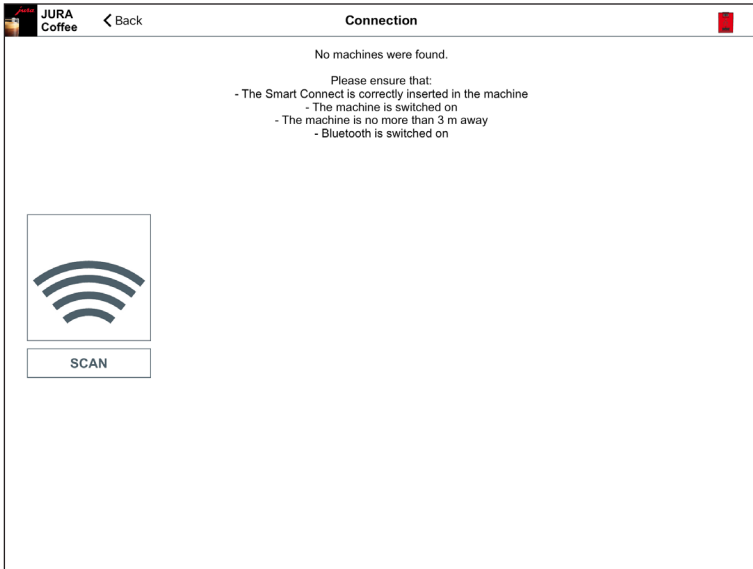 jura
JURA
Coffee
Back
Connection
No machines were found.
Please ensure that:
- The Smart Connect is correctly inserted in the machine
- The machine is switched on
- The machine is no more than 3 m away
- Bluetooth is switched on
SCAN